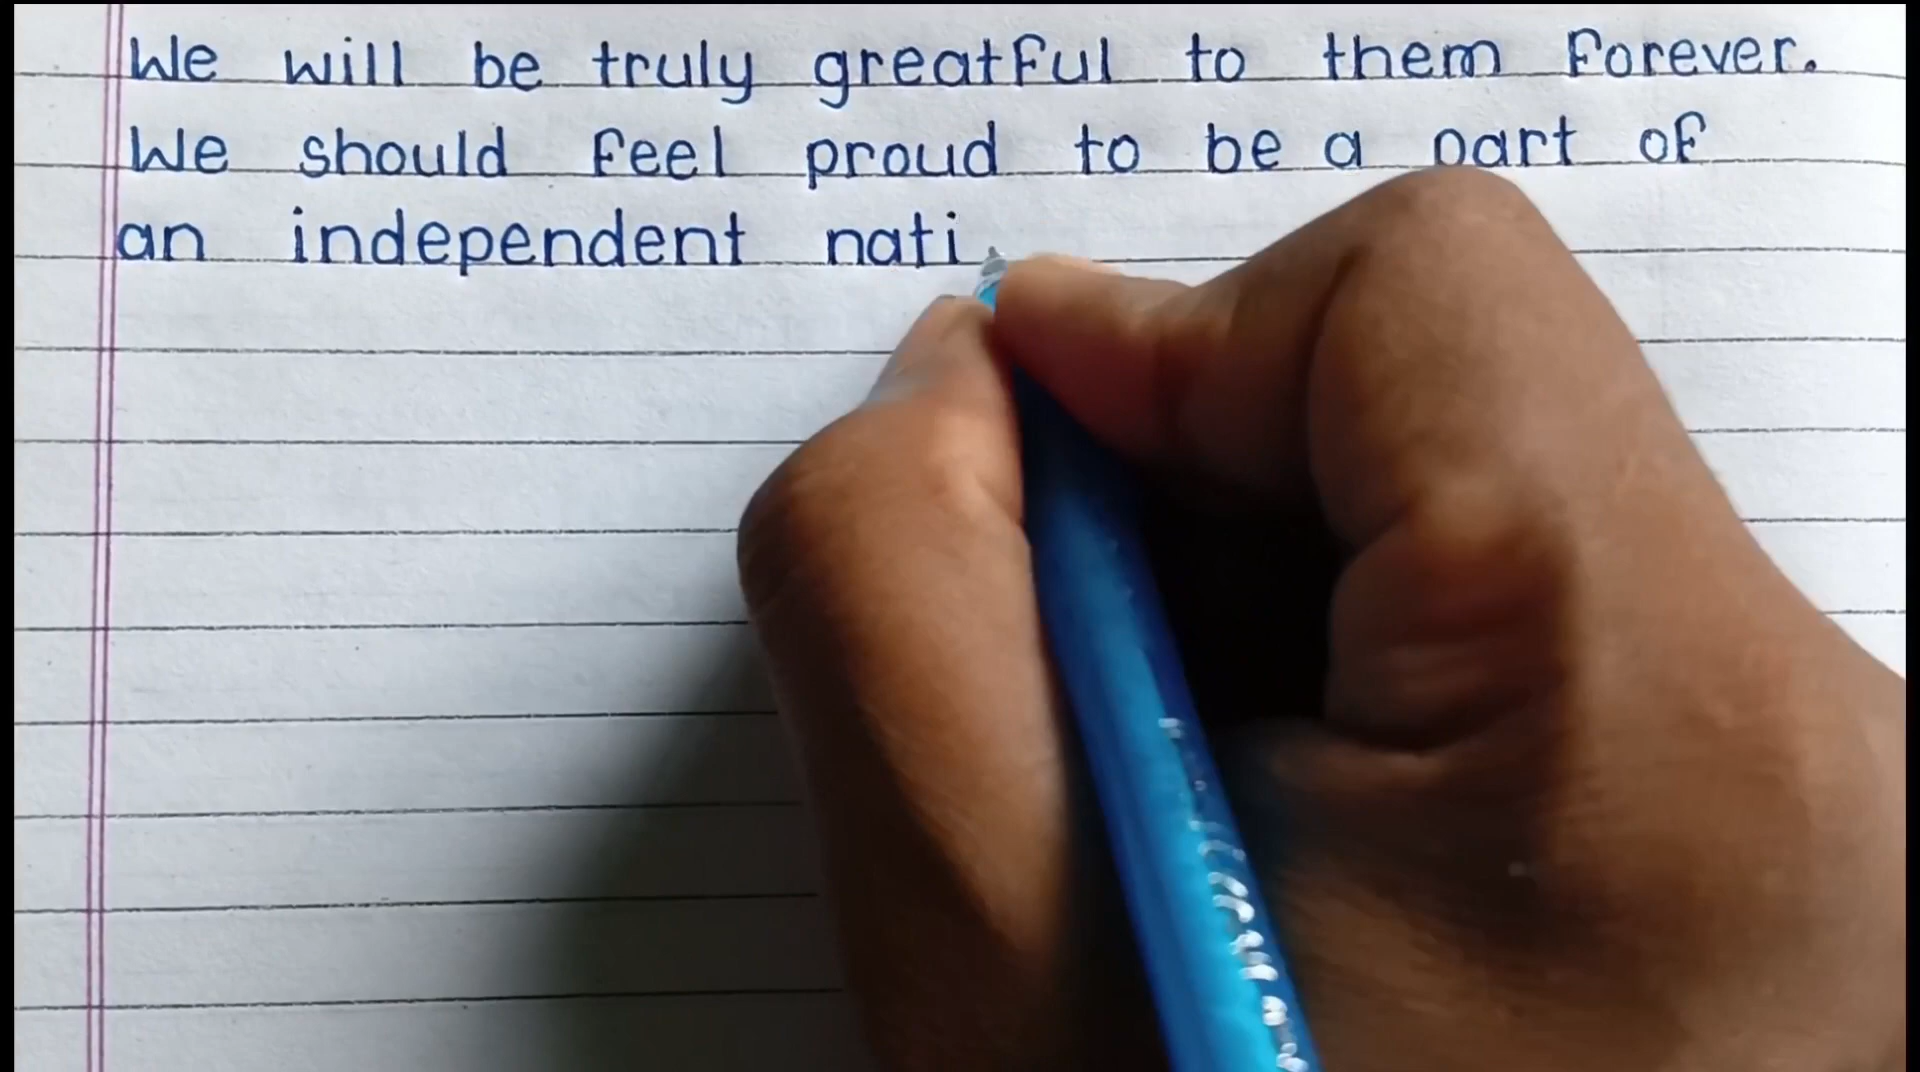 We will be truly greatful to them forever.
We should feel proud to be a part of
an independent nati